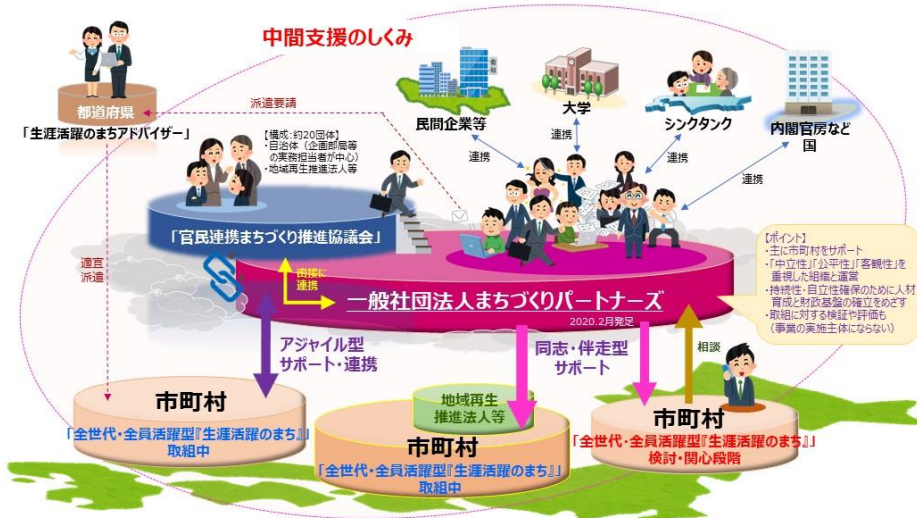 中間支援のしくみ
都道府県
「生涯活躍のまちアドバイザー」
派遣要請
【構成:約20団体】
・自治体（企画部局等
の実務担当者が中心）
・地域再生推進法人等
会社
民間企業等
大学
シンクタンク
内閣官房など
国
連携
連携
連携
連携
「官民連携まちづくり推進協議会」
適宜
派遣
密接に
連携
一般社団法人まちづくりパートナーズ
2020.2月発足
【ポイント】
・主に市町村をサポート
・「中立性」「公平性」「客観性」を
重視した組織と運営
・持続性・自立性確保のために人材
育成と財政基盤の確立をめざす
・取組に対する検証や評価も
（事業の実施主体にならない）
アジャイル型
サポート・連携
同志・伴走型
サポート
相談
市町村
「全世代・全員活躍型『生涯活躍のまち』」
取組中
地域再生
推進法人等
市町村
「全世代・全員活躍型『生涯活躍のまち』」
取組中
市町村
「全世代・全員活躍型『生涯活躍のまち』」
検討・関心段階